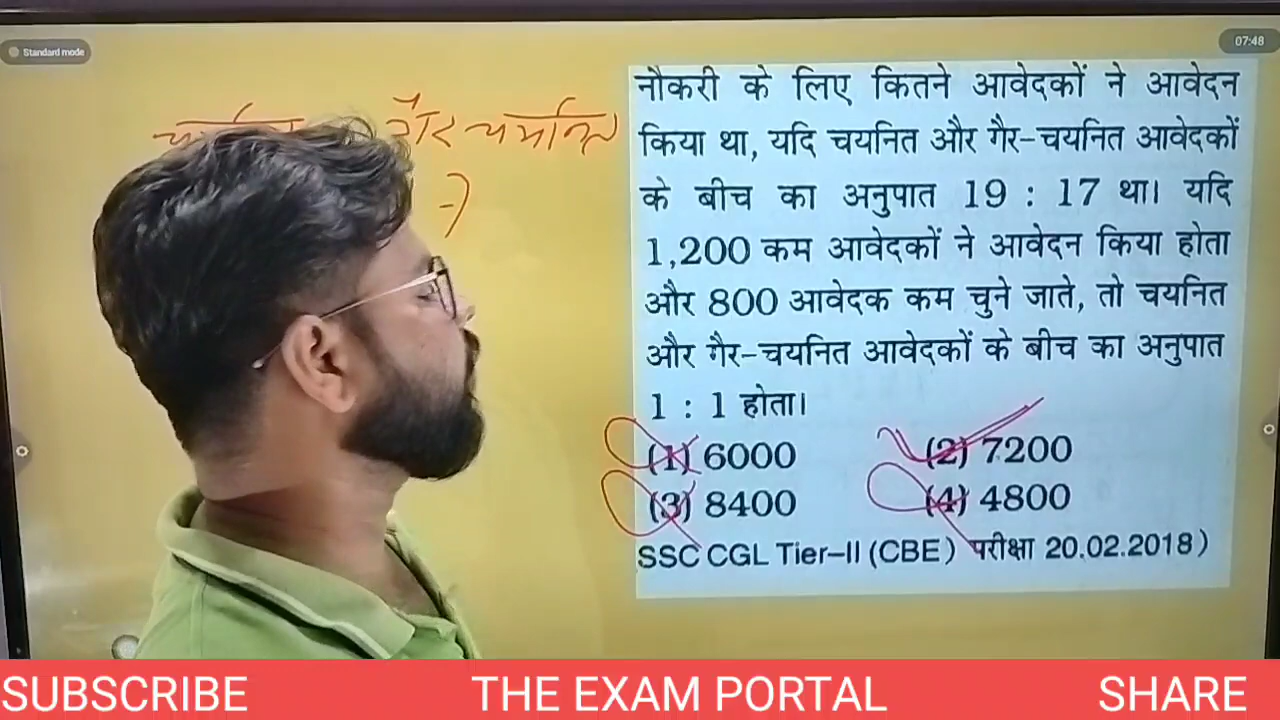 Standard mode
07:48
गैर चयनित
नौकरी के लिए कितने आवेदकों ने आवेदन
किया था, यदि चयनित और गैर-चयनित आवेदकों
के बीच का अनुपात 19 : 17 था। यदि
1,200 कम आवेदकों ने आवेदन किया होता
और 800 आवेदक कम चुने जाते, तो चयनित
और गैर-चयनित आवेदकों के बीच का अनुपात
1 : 1 होता।
(1) 6000 (2) 7200
(3) 8400 (4) 4800
SSC CGL Tier-II (CBE) परीक्षा 20.02.2018)
SUBSCRIBE THE EXAM PORTAL SHARE